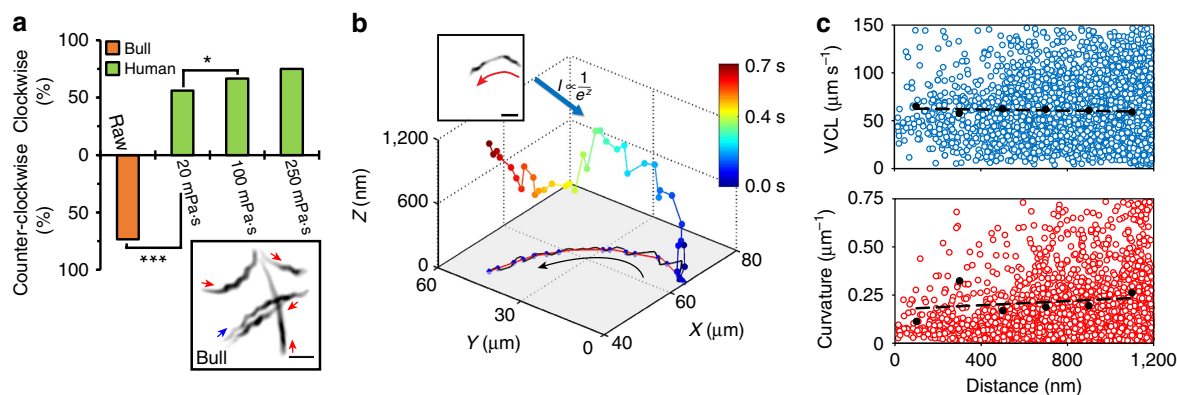 a
100
50
0
50
100
Counter-clockwise Clockwise
(%) (%)
Bull
Human
*
Raw
20 mPa·s
100 mPa·s
250 mPa·s
***
Bull
b
I ∝ 1/e^z
0.7 s
0.4 s
0.0 s
1,200
600
0
Z (nm)
60
30
0
Y (μm)
40
60
80
X (μm)
c
150
100
50
0
VCL (μm s⁻¹)
0.75
0.50
0.25
0
Curvature (μm⁻¹)
0
400
800
1,200
Distance (nm)